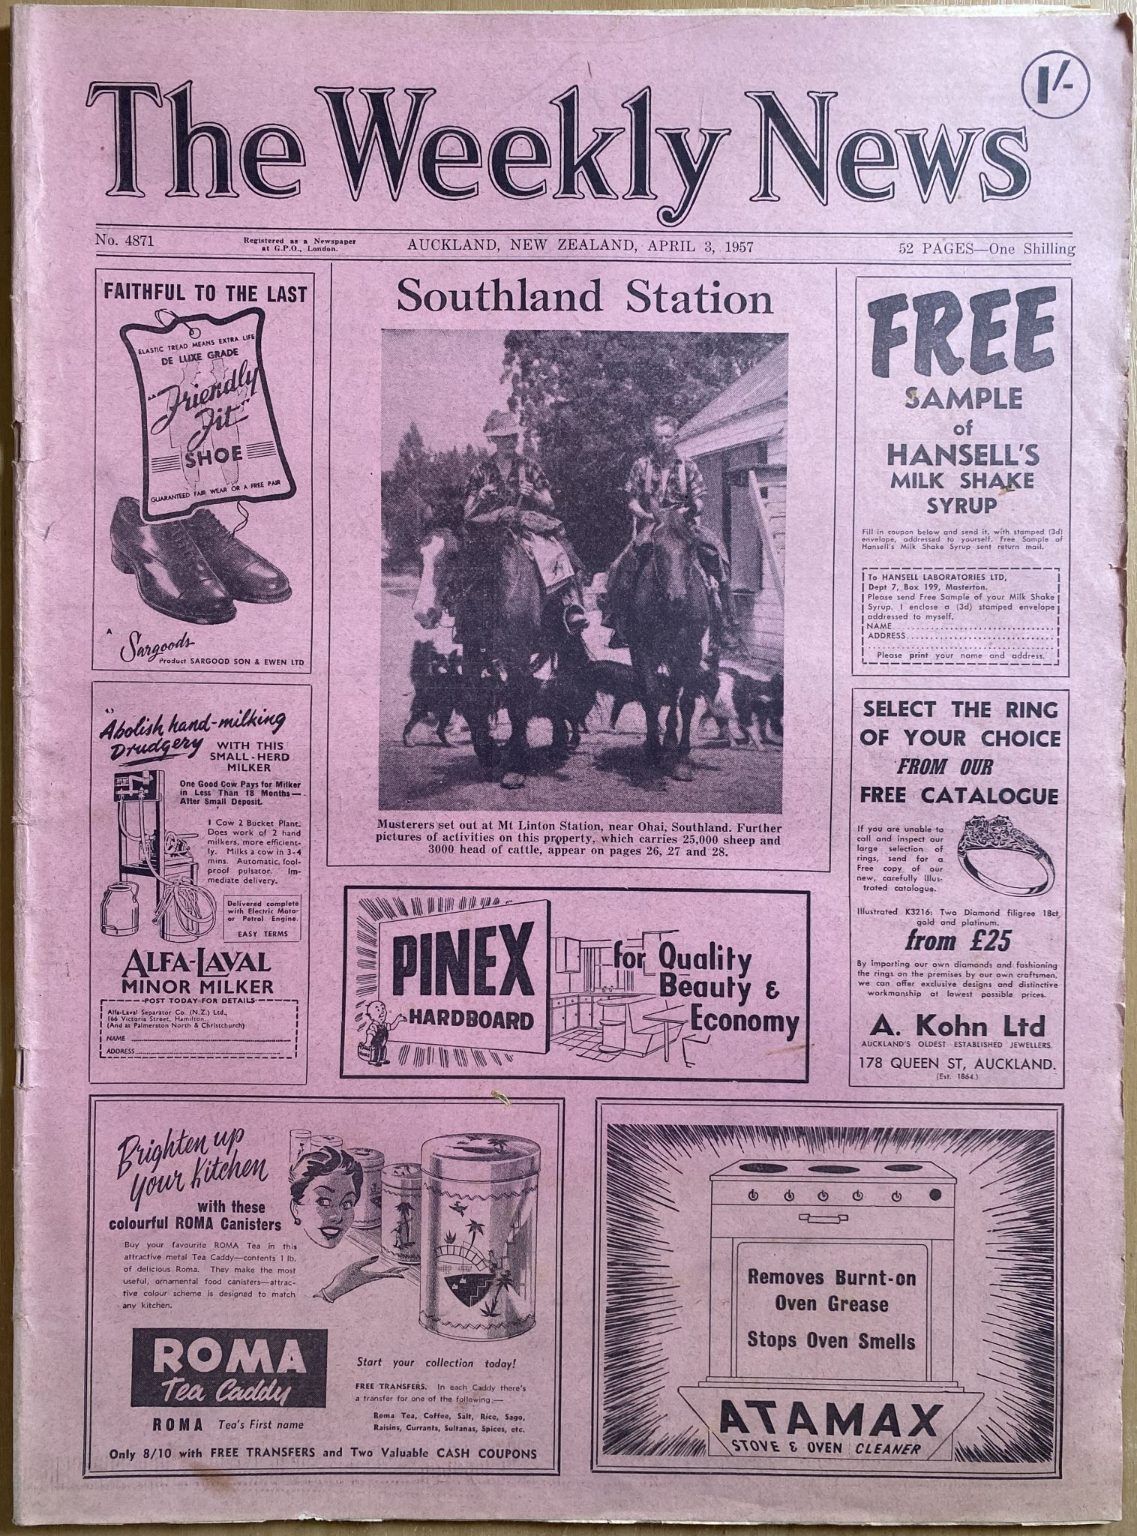 The Weekly News
1/-
No. 4871
Registered as a Newspaper
at G.P.O., London.
AUCKLAND, NEW ZEALAND, APRIL 3, 1957
52 PAGES—One Shilling
FAITHFUL TO THE LAST
ELASTIC TREAD MEANS EXTRA LIFE
DE LUXE GRADE
"Friendly
Fit"
SHOE
GUARANTEED FAIR WEAR OR A FREE PAIR
A
Sargoods
Product SARGOOD SON & EWEN LTD
Abolish hand-milking
Drudgery WITH THIS
SMALL-HERD
MILKER
One Good Cow Pays for Milker
in Less Than 18 Months—
After Small Deposit.
1 Cow 2 Bucket Plant.
Does work of 2 hand
milkers, more efficient-
ly. Milks a cow in 3-4
mins. Automatic, fool-
proof pulsator. Im-
mediate delivery.
Delivered complete
with Electric Motor
or Petrol Engine.
EASY TERMS
ALFA-LAVAL
MINOR MILKER
POST TODAY FOR DETAILS
Alfa-Laval Separator Co. (N.Z.) Ltd.,
166 Victoria Street, Hamilton.
(And at Palmerston North & Christchurch)
NAME
ADDRESS
Southland Station
Musterers set out at Mt Linton Station, near Ohai, Southland. Further
pictures of activities on this property, which carries 25,000 sheep and
3000 head of cattle, appear on pages 26, 27 and 28.
PINEX
HARDBOARD
for Quality
Beauty &
Economy
FREE
SAMPLE
of
HANSELL'S
MILK SHAKE
SYRUP
Fill in coupon below and send it, with stamped (3d)
envelope, addressed to yourself. Free Sample of
Hansell's Milk Shake Syrup sent return mail.
To HANSELL LABORATORIES LTD,
Dept 7, Box 199, Masterton.
Please send Free Sample of your Milk Shake
Syrup. I enclose a (3d) stamped envelope
addressed to myself.
NAME
ADDRESS
Please print your name and address.
SELECT THE RING
OF YOUR CHOICE
FROM OUR
FREE CATALOGUE
If you are unable to
call and inspect our
large selection of
rings, send for a
Free copy of our
new, carefully illus-
trated catalogue.
Illustrated K3216: Two Diamond filigree 18ct.
gold and platinum.
from £25
By importing our own diamonds and fashioning
the rings on the premises by our own craftsmen,
we can offer exclusive designs and distinctive
workmanship at lowest possible prices.
A. Kohn Ltd
AUCKLAND'S OLDEST ESTABLISHED JEWELLERS.
178 QUEEN ST, AUCKLAND.
(Est. 1864.)
Brighten up
your Kitchen
with these
colourful ROMA Canisters
Buy your favourite ROMA Tea in this
attractive metal Tea Caddy—contents 1 lb.
of delicious Roma. They make the most
useful, ornamental food canisters—attrac-
tive colour scheme is designed to match
any kitchen.
ROMA
Tea Caddy
ROMA Tea's First name
Start your collection today!
FREE TRANSFERS. In each Caddy there's
a transfer for one of the following:—
Roma Tea, Coffee, Salt, Rice, Sago,
Raisins, Currants, Sultanas, Spices, etc.
Only 8/10 with FREE TRANSFERS and Two Valuable CASH COUPONS
Removes Burnt-on
Oven Grease
Stops Oven Smells
ATAMAX
STOVE & OVEN CLEANER